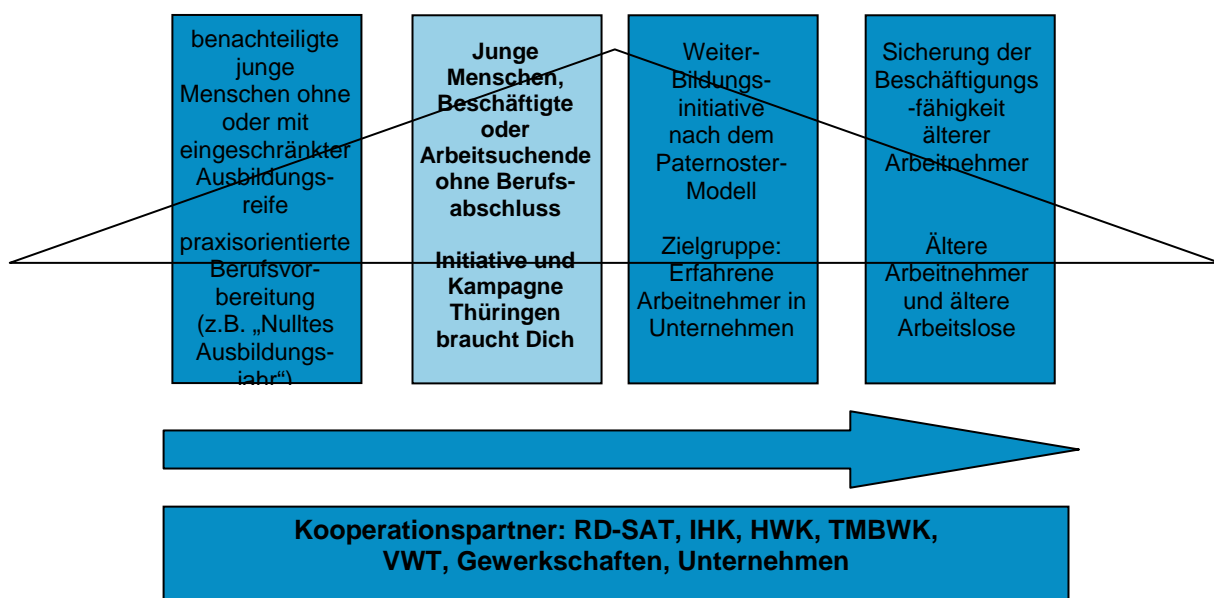 benachteiligte
junge
Menschen ohne
oder mit
eingeschränkter
Ausbildungs-
reife
praxisorientierte
Berufsvor-
bereitung
(z.B. „Nulltes
Ausbildungs-
jahr“)
Junge
Menschen,
Beschäftigte
oder
Arbeitsuchende
ohne Berufs-
abschluss
Initiative und
Kampagne
Thüringen
braucht Dich
Weiter-
Bildungs-
initiative
nach dem
Paternoster-
Modell
Zielgruppe:
Erfahrene
Arbeitnehmer in
Unternehmen
Sicherung der
Beschäftigungs
-fähigkeit
älterer
Arbeitnehmer
Ältere
Arbeitnehmer
und ältere
Arbeitslose
Kooperationspartner: RD-SAT, IHK, HWK, TMBWK,
VWT, Gewerkschaften, Unternehmen